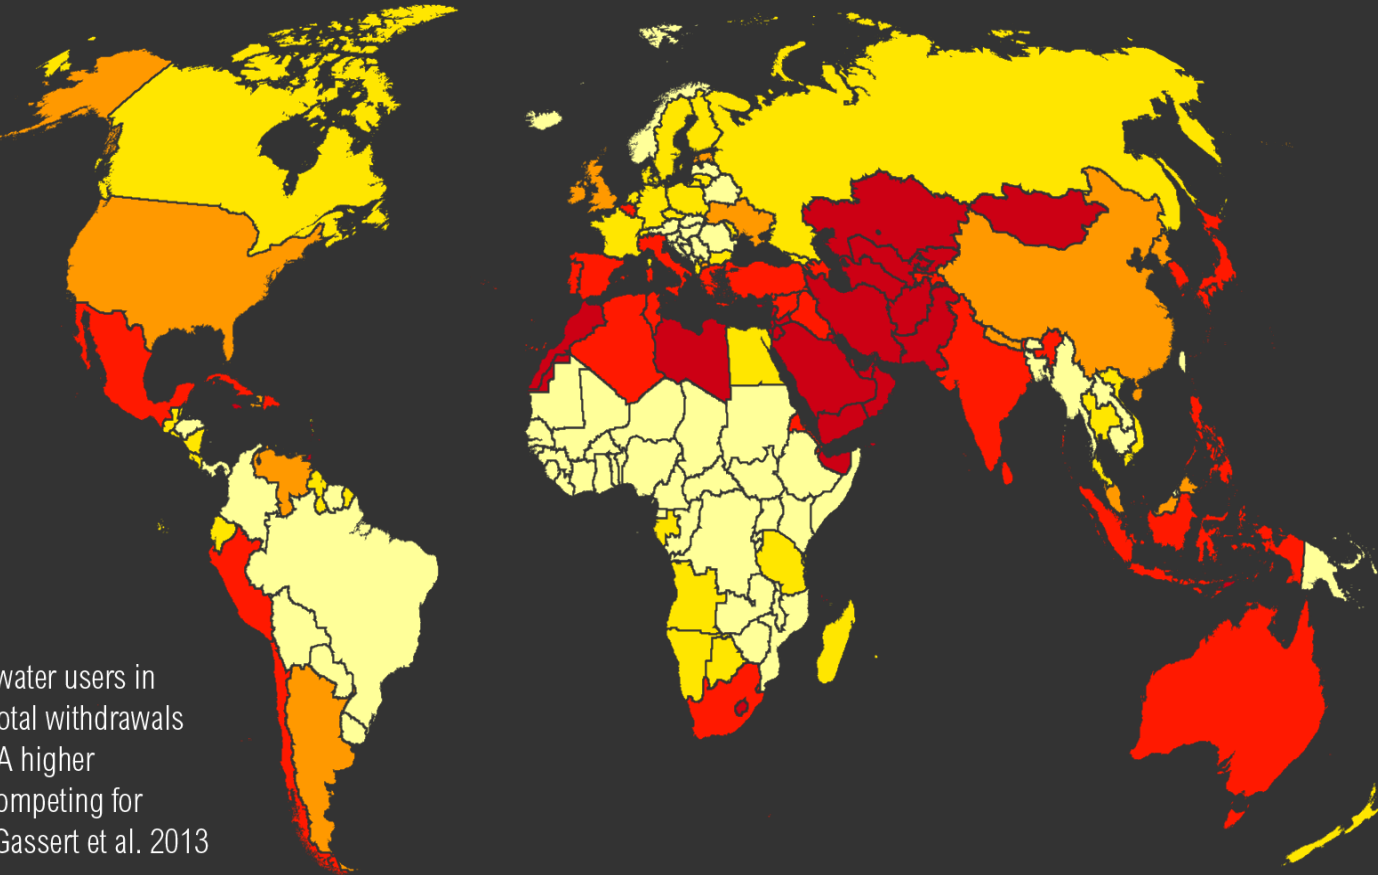 water users in
otal withdrawals
A higher
ompeting for
Gassert et al. 2013